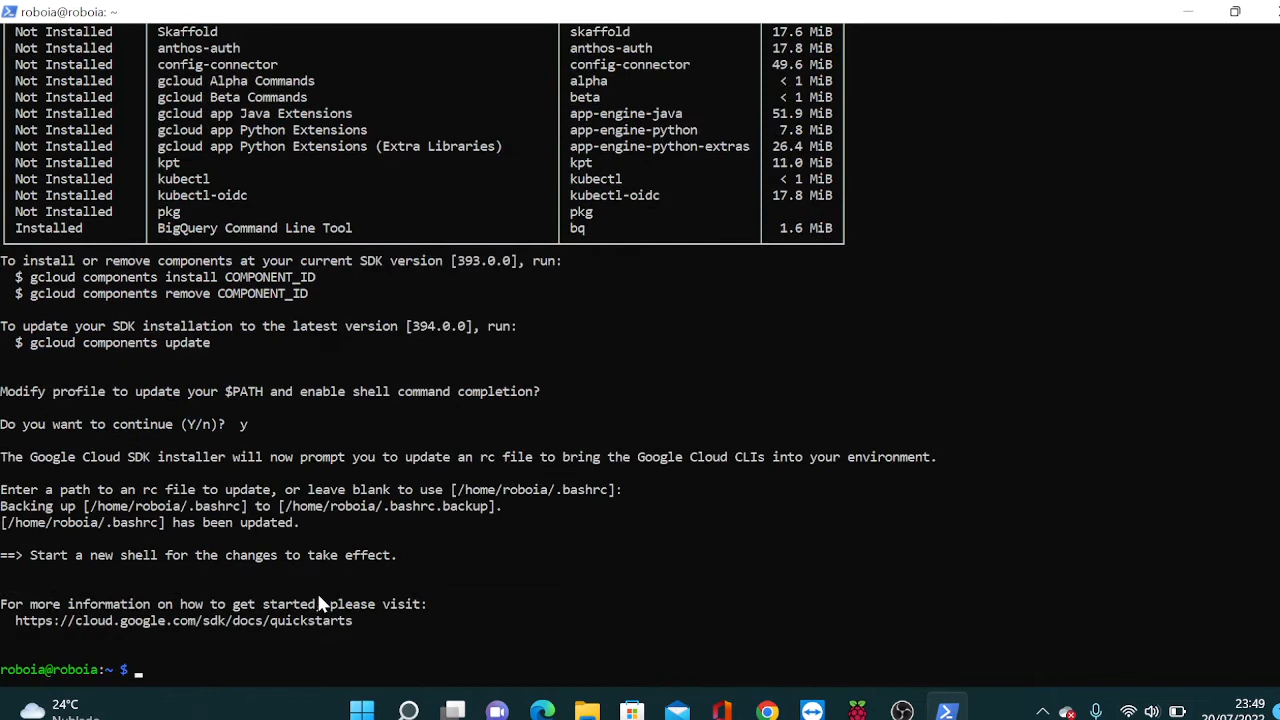 roboia@roboia: ~
Not Installed Skaffold skaffold 17.6 MiB
Not Installed anthos-auth anthos-auth 17.8 MiB
Not Installed config-connector config-connector 49.6 MiB
Not Installed gcloud Alpha Commands alpha < 1 MiB
Not Installed gcloud Beta Commands beta < 1 MiB
Not Installed gcloud app Java Extensions app-engine-java 51.9 MiB
Not Installed gcloud app Python Extensions app-engine-python 7.8 MiB
Not Installed gcloud app Python Extensions (Extra Libraries) app-engine-python-extras 26.4 MiB
Not Installed kpt kpt 11.0 MiB
Not Installed kubectl kubectl < 1 MiB
Not Installed kubectl-oidc kubectl-oidc 17.8 MiB
Not Installed pkg pkg
Installed BigQuery Command Line Tool bq 1.6 MiB
To install or remove components at your current SDK version [393.0.0], run:
$ gcloud components install COMPONENT_ID
$ gcloud components remove COMPONENT_ID
To update your SDK installation to the latest version [394.0.0], run:
$ gcloud components update
Modify profile to update your $PATH and enable shell command completion?
Do you want to continue (Y/n)? y
The Google Cloud SDK installer will now prompt you to update an rc file to bring the Google Cloud CLIs into your environment.
Enter a path to an rc file to update, or leave blank to use [/home/roboia/.bashrc]:
Backing up [/home/roboia/.bashrc] to [/home/roboia/.bashrc.backup].
[/home/roboia/.bashrc] has been updated.
==> Start a new shell for the changes to take effect.
For more information on how to get started, please visit:
https://cloud.google.com/sdk/docs/quickstarts
roboia@roboia:~ $
24°C
Nublado
23:49
20/07/2022